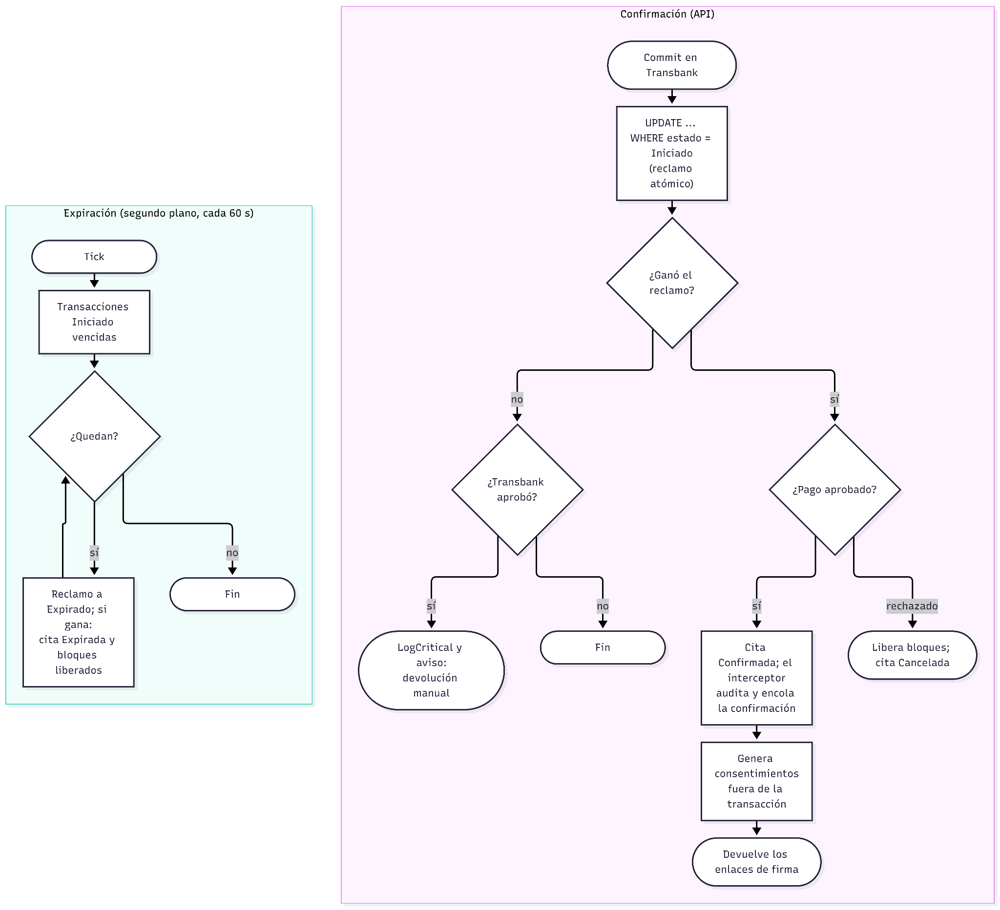 Confirmación (API)
Commit en
Transbank
UPDATE ...
WHERE estado =
Iniciado
(reclamo
atómico)
¿Ganó el
reclamo?
no
sí
¿Transbank
aprobó?
¿Pago aprobado?
sí
no
sí
rechazado
LogCritical y
aviso:
devolución
manual
Fin
Cita
Confirmada; el
interceptor
audita y encola
la confirmación
Libera bloques;
cita Cancelada
Genera
consentimientos
fuera de la
transacción
Devuelve los
enlaces de firma
Expiración (segundo plano, cada 60 s)
Tick
Transacciones
Iniciado
vencidas
¿Quedan?
sí
no
Reclamo a
Expirado; si
gana:
cita Expirada y
bloques
liberados
Fin